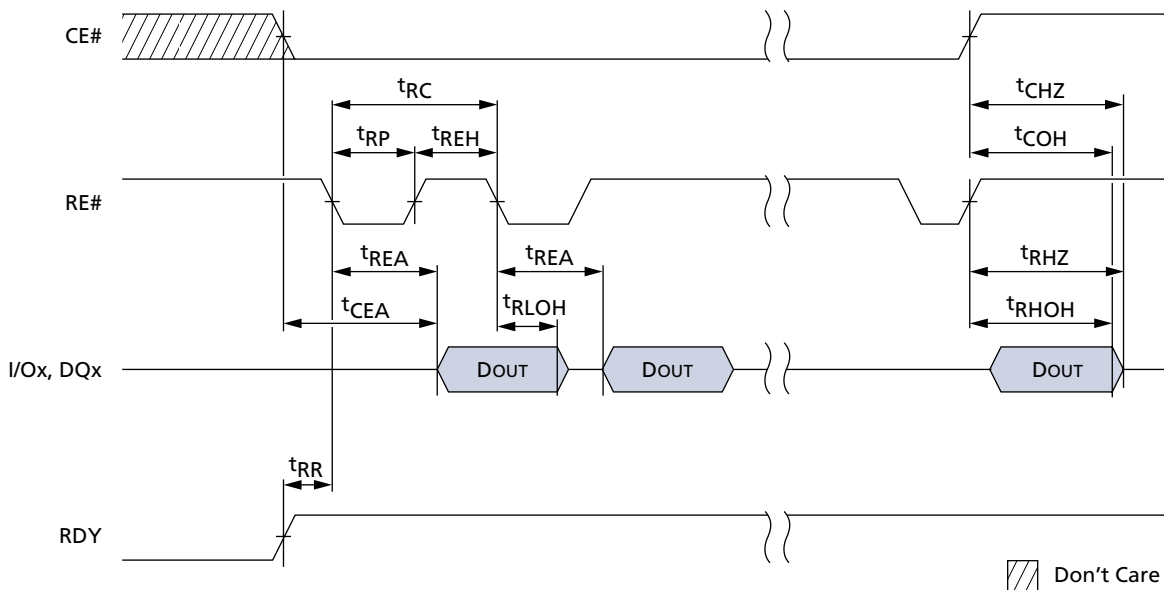 CE#
tRC
tCHZ
tRP tREH
tCOH
RE#
tREA tREA
tRHZ
tCEA
tRLOH
tRHOH
I/Ox, DQx
DOUT DOUT DOUT
tRR
RDY
Don't Care